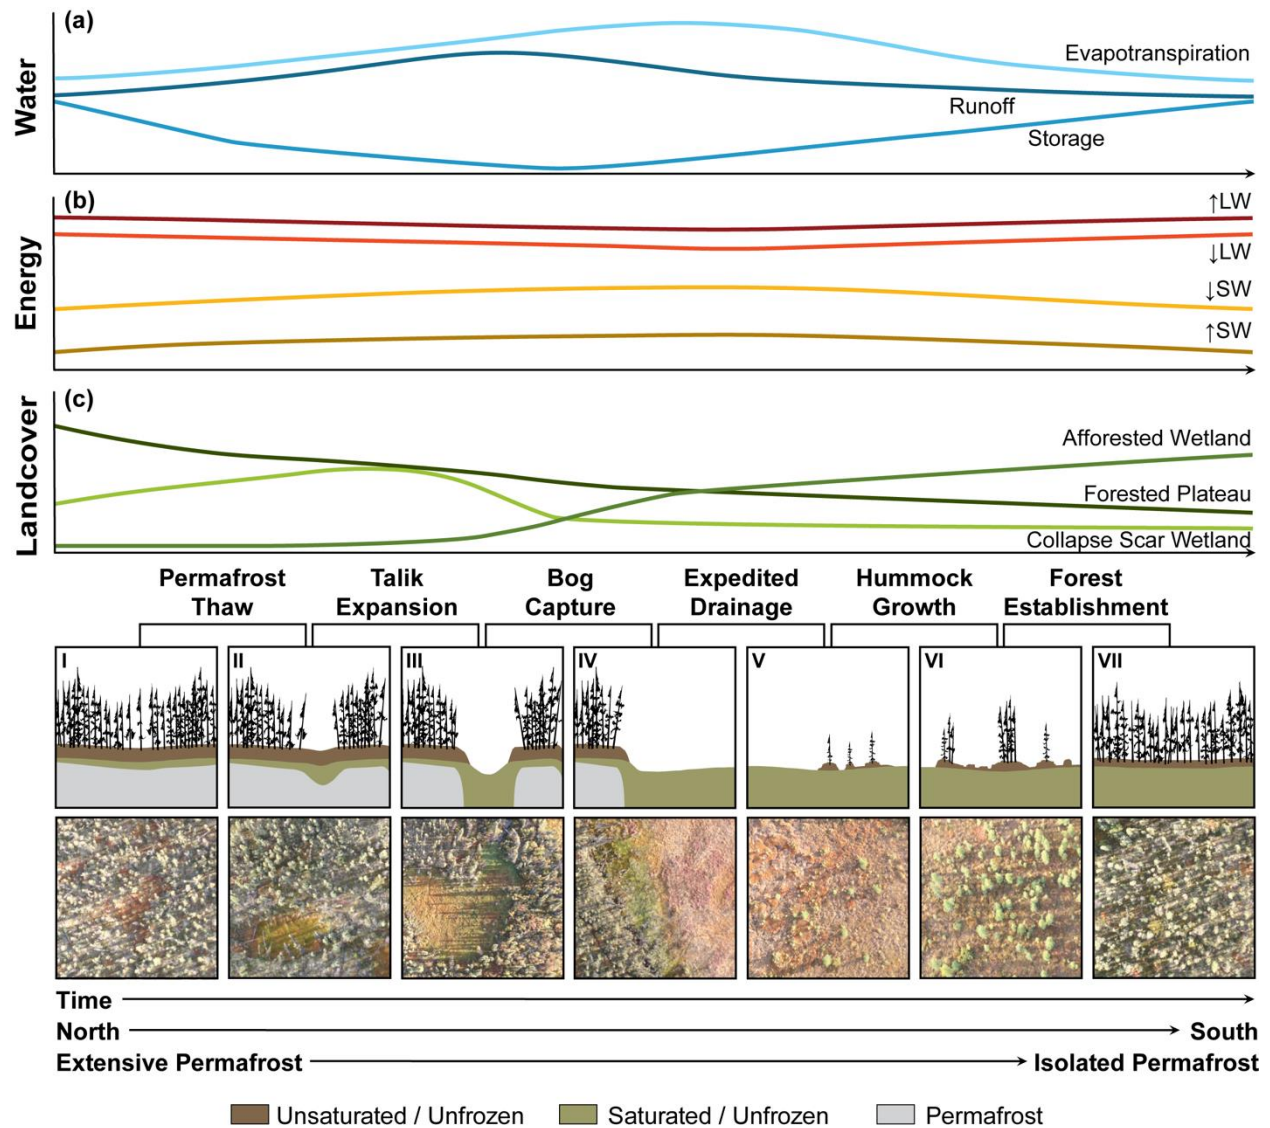 (a)
Water
Evapotranspiration
Runoff
Storage
(b)
Energy
↑LW
↓LW
↓SW
↑SW
(c)
Landcover
Afforested Wetland
Forested Plateau
Collapse Scar Wetland
Permafrost
Thaw
Talik
Expansion
Bog
Capture
Expedited
Drainage
Hummock
Growth
Forest
Establishment
I
II
III
IV
V
VI
VII
Time
North
South
Extensive Permafrost
Isolated Permafrost
Unsaturated / Unfrozen
Saturated / Unfrozen
Permafrost